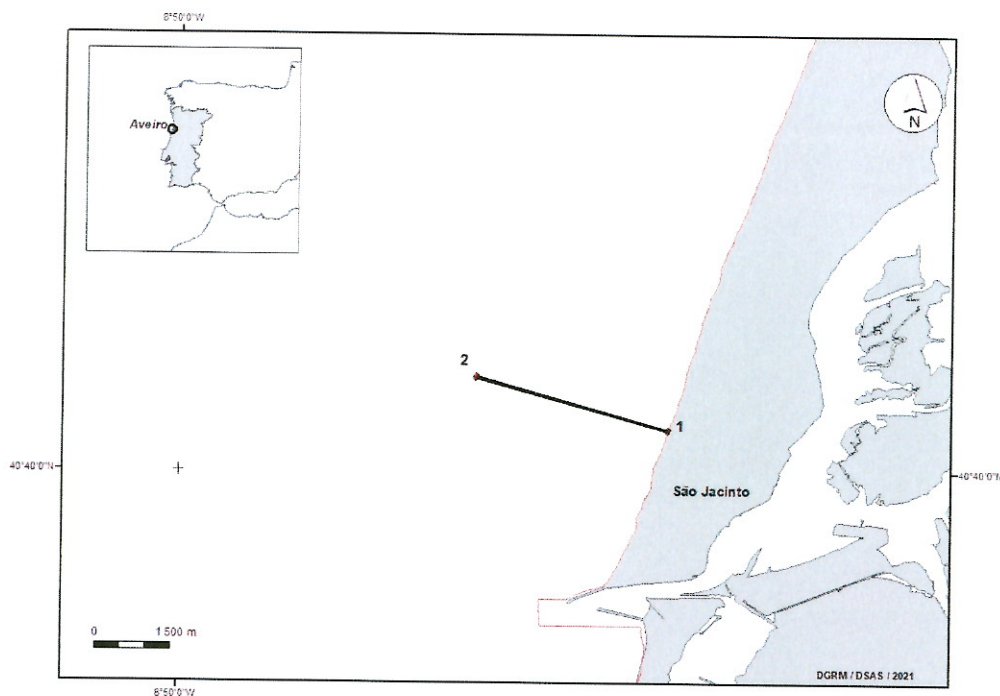 8°50'0"W
Aveiro
N
2
1
40°40'0"N
40°40'0"N
São Jacinto
0 1 500 m
DGRM / DSAS / 2021
8°50'0"W